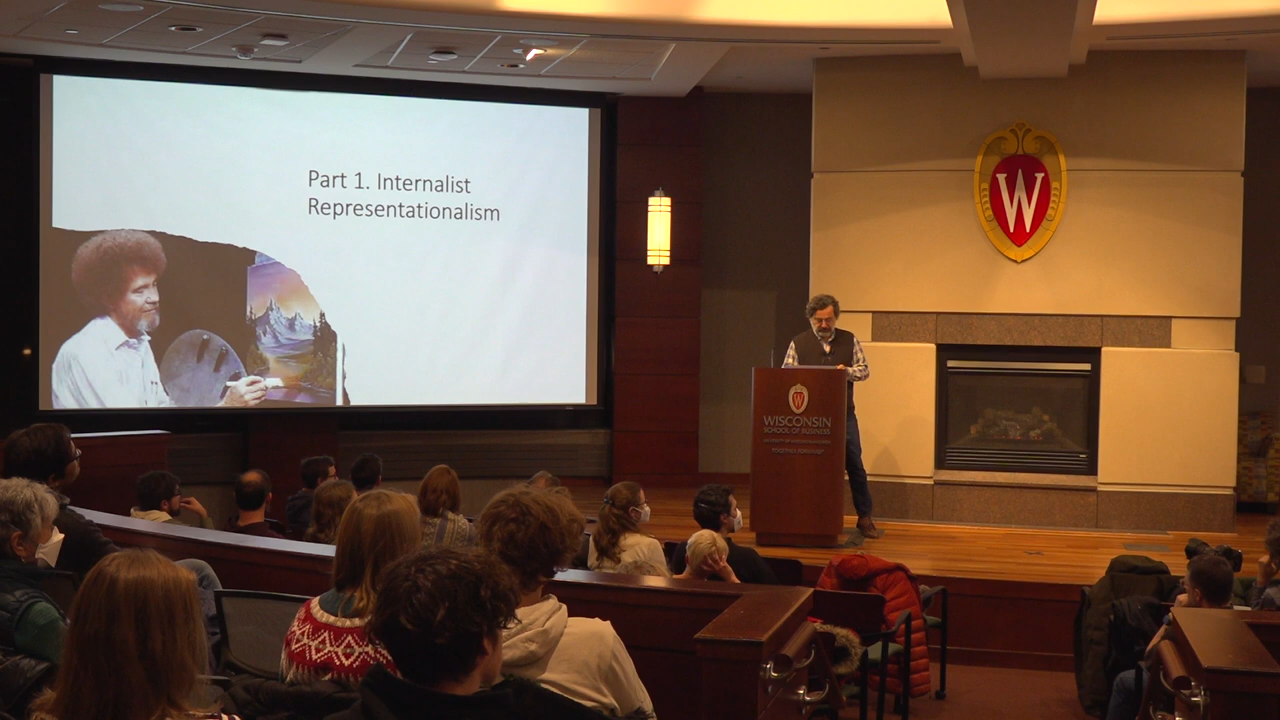 Part 1. Internalist
Representationalism
W
W
WISCONSIN
SCHOOL OF BUSINESS